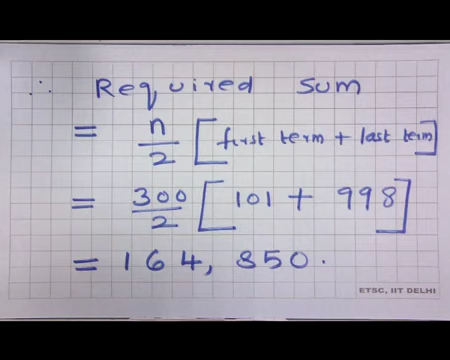 ∴ Required Sum
= n/2 [first term + last term]
= 300/2 [101 + 998]
= 164, 850.
ETSC, IIT DELHI